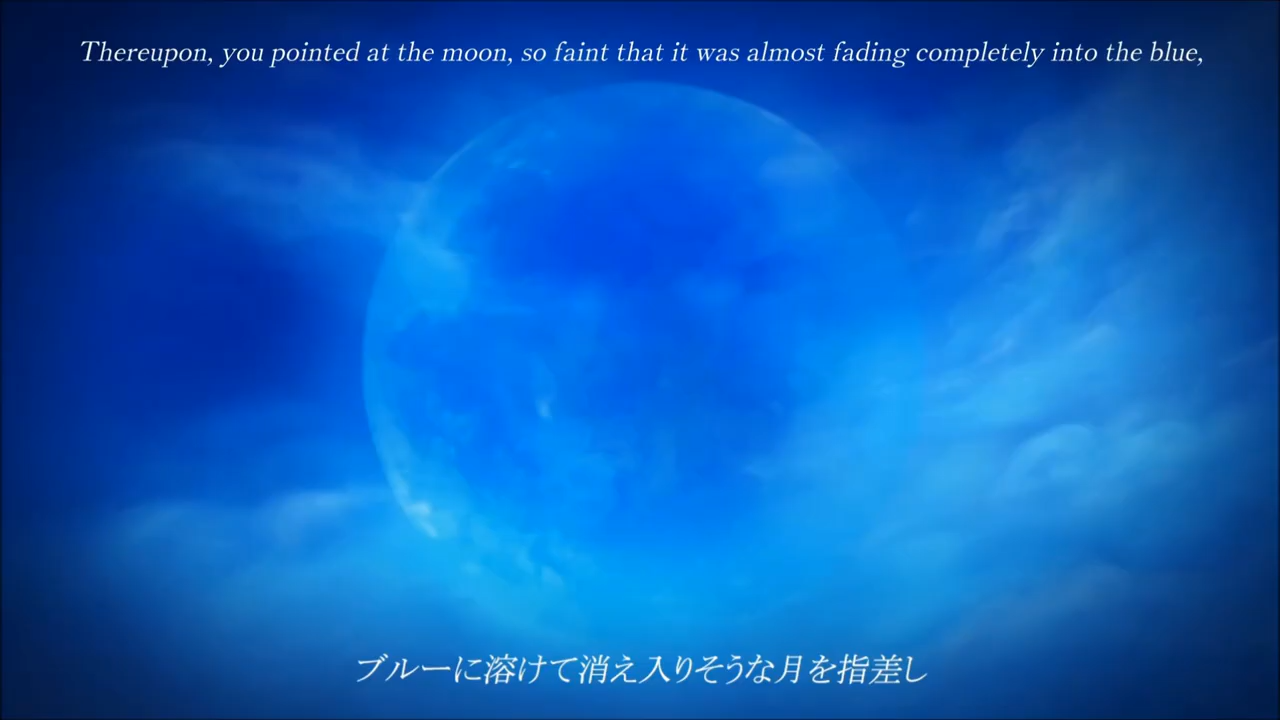 Thereupon, you pointed at the moon, so faint that it was almost fading completely into the blue,
ブルーに溶けて消え入りそうな月を指差し